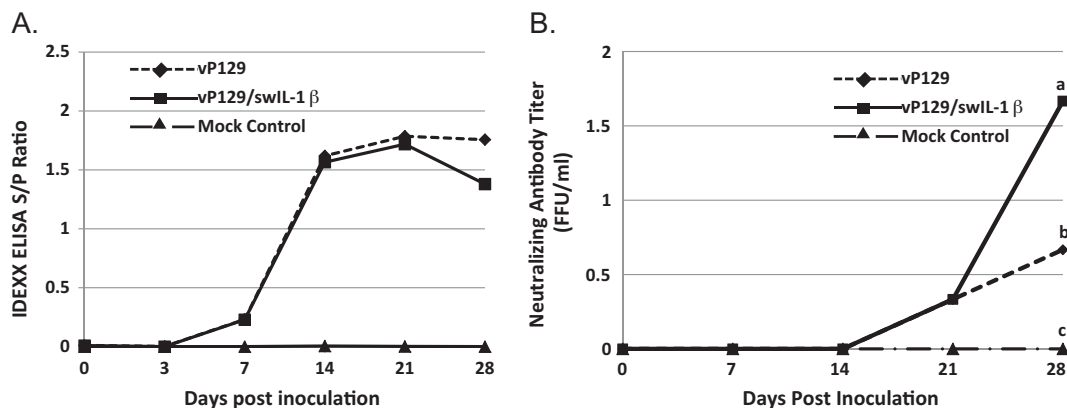 A.
2.5
2
1.5
1
0.5
0
IDEXX ELISA S/P Ratio
vP129
vP129/swIL-1 β
Mock Control
0 3 7 14 21 28
Days post inoculation
B.
2
1.5
1
0.5
0
Neutralizing Antibody Titer
(FFU/ml)
vP129
vP129/swIL-1 β
Mock Control
a
b
c
0 7 14 21 28
Days Post Inoculation